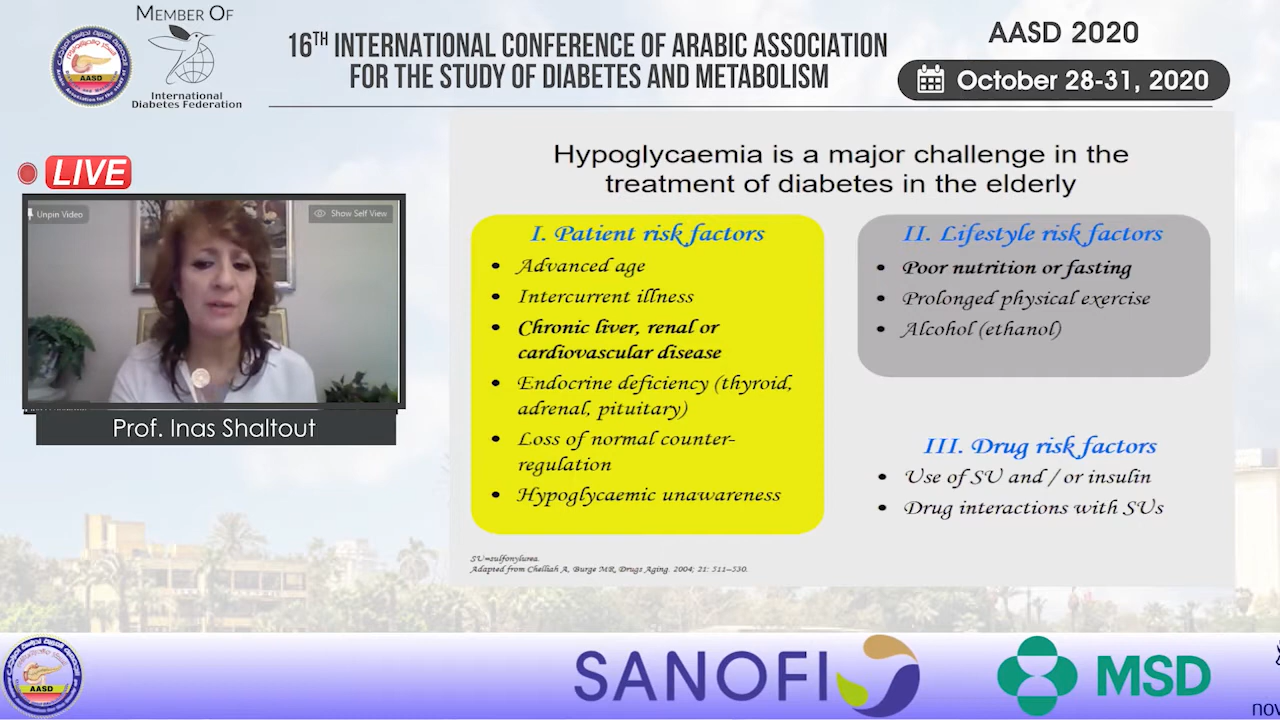 MEMBER OF
International
Diabetes Federation
AASD
16TH INTERNATIONAL CONFERENCE OF ARABIC ASSOCIATION
FOR THE STUDY OF DIABETES AND METABOLISM
AASD 2020
October 28-31, 2020
LIVE
Unpin Video
Show Self View
Prof. Inas Shaltout
Hypoglycaemia is a major challenge in the
treatment of diabetes in the elderly
I. Patient risk factors
• Advanced age
• Intercurrent illness
• Chronic liver, renal or
cardiovascular disease
• Endocrine deficiency (thyroid,
adrenal, pituitary)
• Loss of normal counter-
regulation
• Hypoglycaemic unawareness
II. Lifestyle risk factors
• Poor nutrition or fasting
• Prolonged physical exercise
• Alcohol (ethanol)
III. Drug risk factors
• Use of SU and / or insulin
• Drug interactions with SUs
SU=sulfonylurea.
Adapted from Chelliah A, Burge MR, Drugs Aging. 2004; 21: 511–530.
AASD
SANOFI
MSD
nov